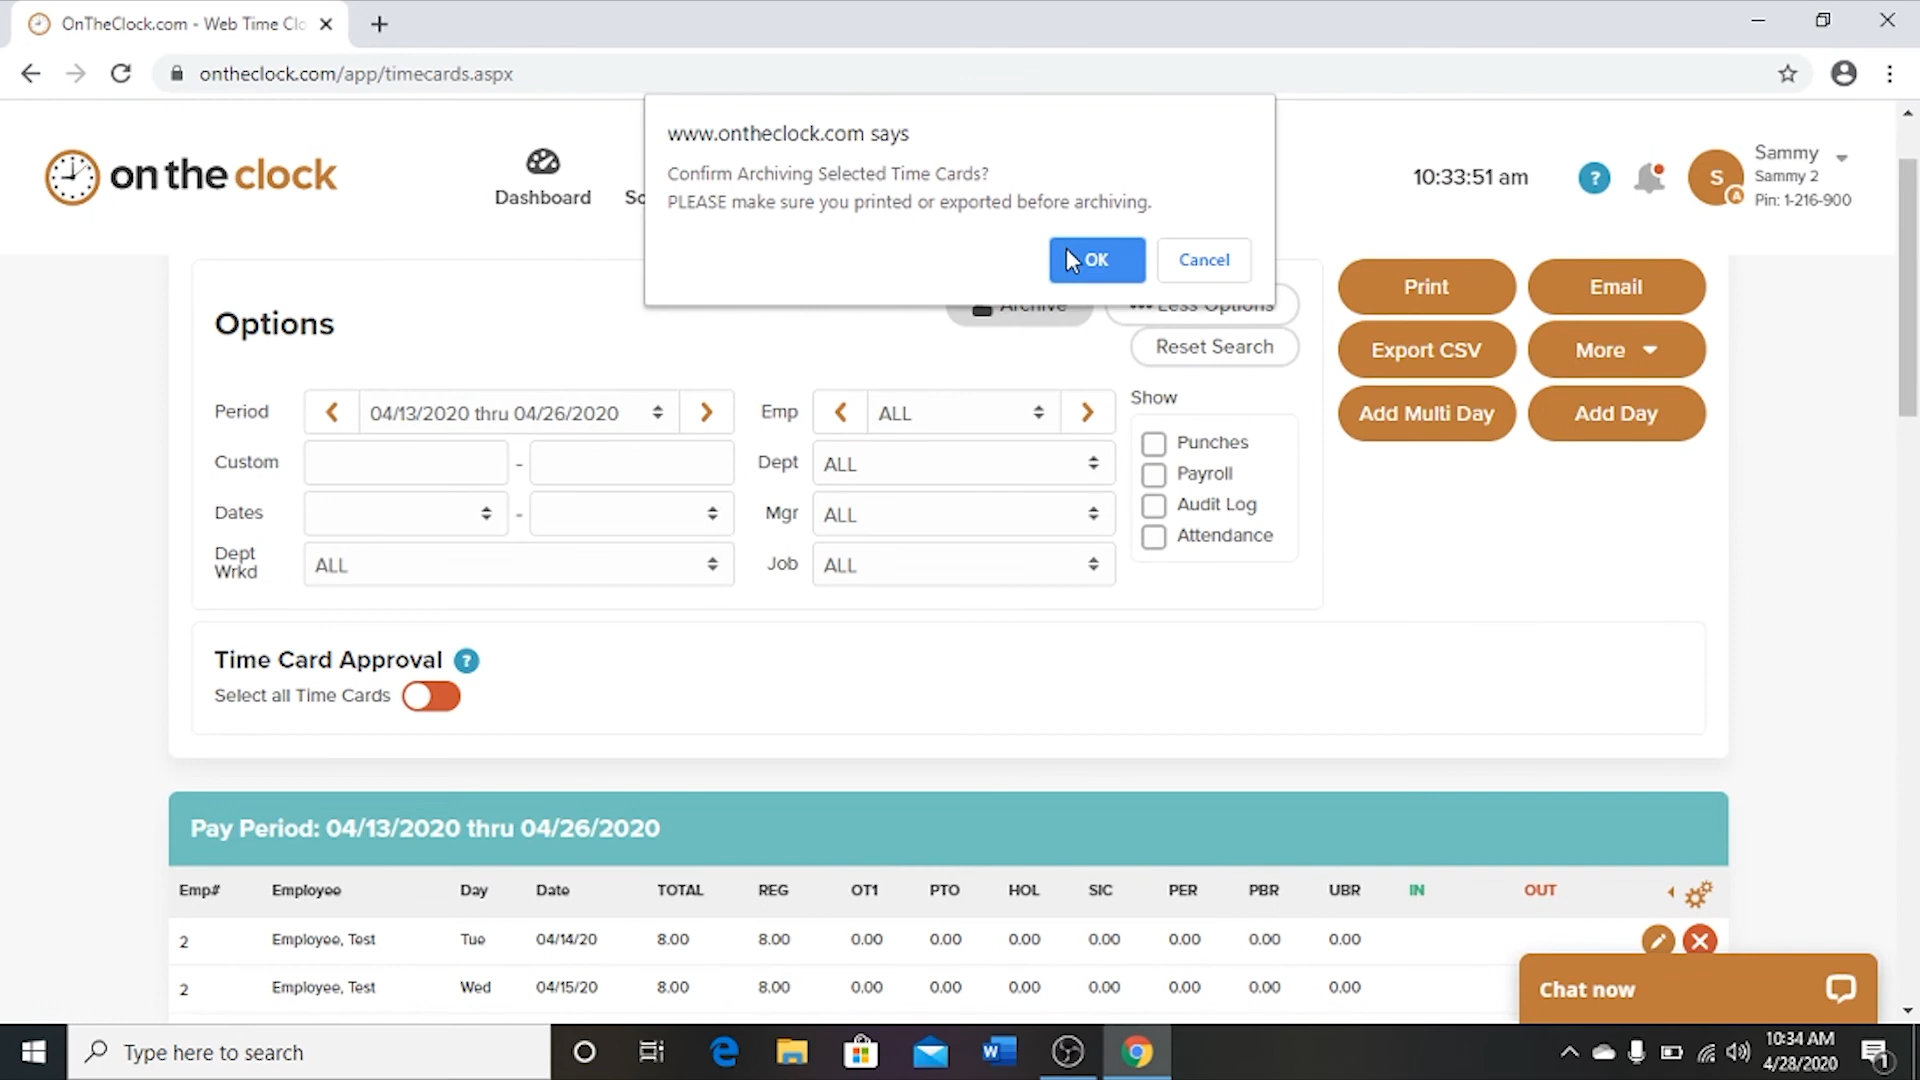 OnTheClock.com - Web Time Clo
ontheclock.com/app/timecards.aspx
www.ontheclock.com says
Confirm Archiving Selected Time Cards?
PLEASE make sure you printed or exported before archiving.
OK
Cancel
on the clock
Dashboard
Sc
10:33:51 am
?
S
A
Sammy
Sammy 2
Pin: 1-216-900
Options
Archive
Less Options
Reset Search
Print
Email
Export CSV
More
Add Multi Day
Add Day
Period
04/13/2020 thru 04/26/2020
Emp
ALL
Show
Custom
-
Dept
ALL
Punches
Payroll
Dates
-
Mgr
ALL
Audit Log
Attendance
Dept
Wrkd
ALL
Job
ALL
Time Card Approval ?
Select all Time Cards
Pay Period: 04/13/2020 thru 04/26/2020
Emp# Employee Day Date TOTAL REG OT1 PTO HOL SIC PER PBR UBR IN OUT
2 Employee, Test Tue 04/14/20 8.00 8.00 0.00 0.00 0.00 0.00 0.00 0.00 0.00
2 Employee, Test Wed 04/15/20 8.00 8.00 0.00 0.00 0.00 0.00 0.00 0.00 0.00
Chat now
Type here to search
W
10:34 AM
4/28/2020
1